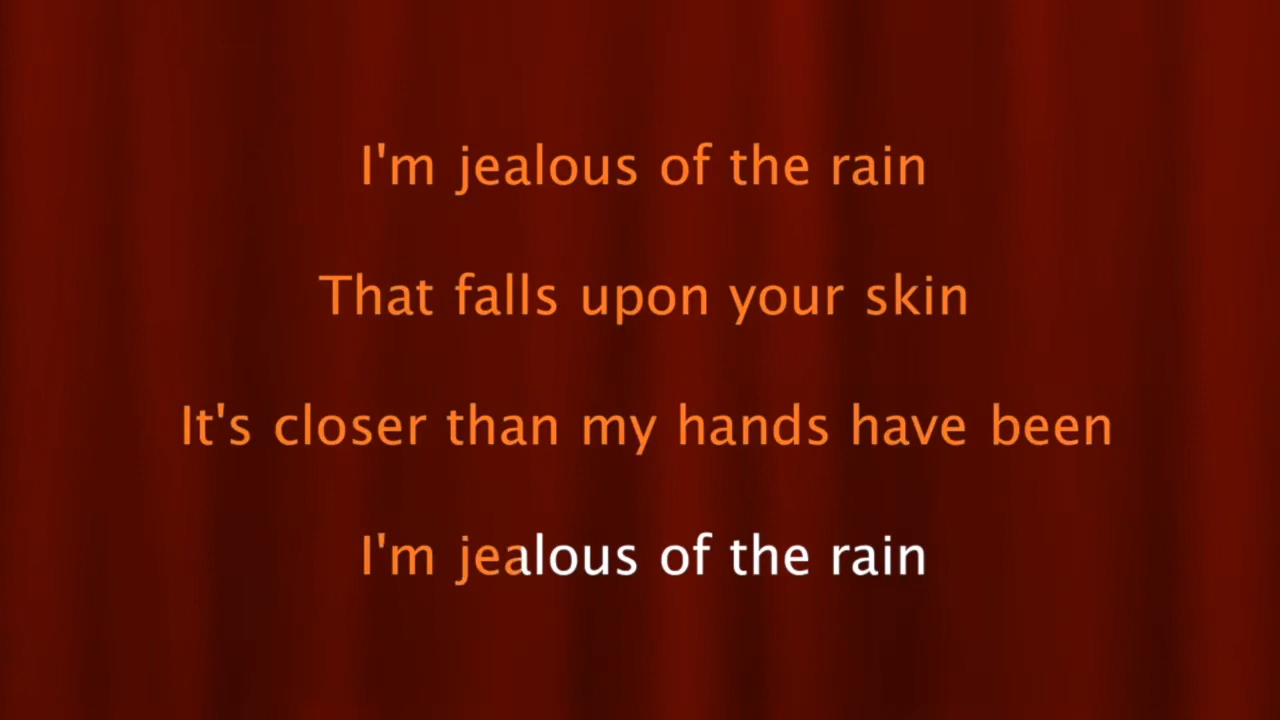 I'm jealous of the rain
That falls upon your skin
It's closer than my hands have been
I'm jealous of the rain